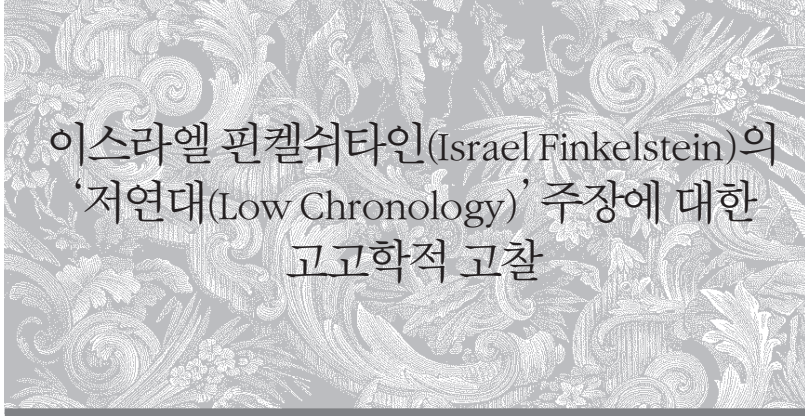 이스라엘 핀켈쉬타인(Israel Finkelstein)의
‘저연대(Low Chronology)’ 주장에 대한
고고학적 고찰